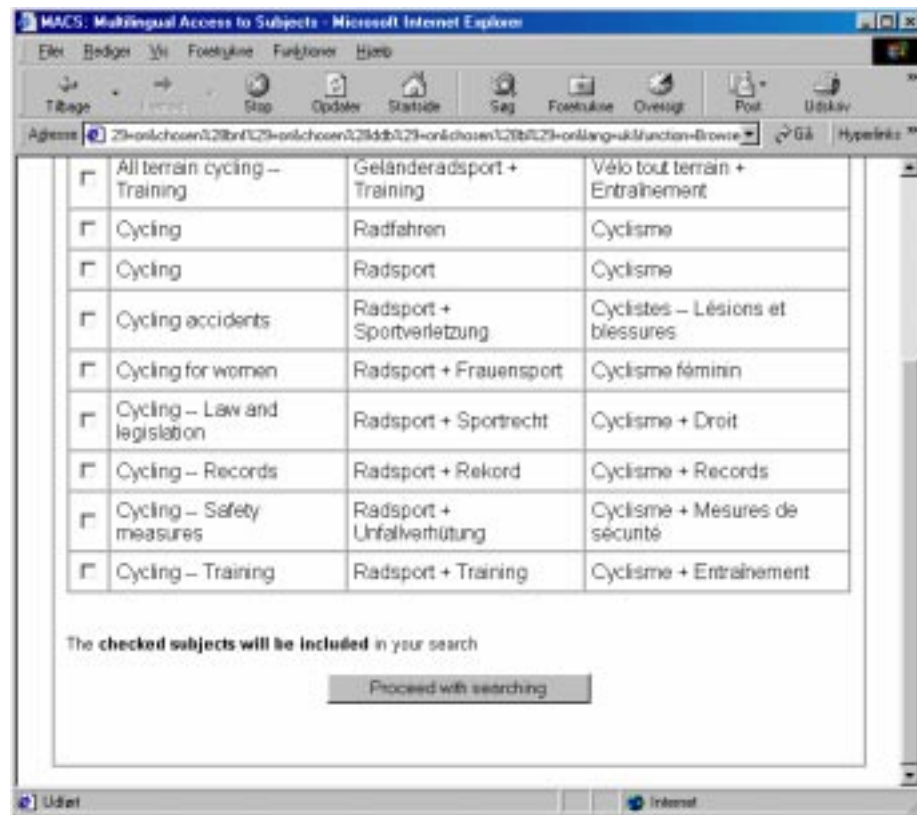 MACS: Multilingual Access to Subjects - Microsoft Internet Explorer
Filer Rediger Vis Foretrukne Funktioner Hjælp
Tilbage Stop Opdater Startside Søg Foretrukne Oversigt Post Udskriv
Adresse Gå Hyperlinks
All terrain cycling -- Geländeradsport + Vélo tout terrain +
Training Training Entraînement
Cycling Radfahren Cyclisme
Cycling Radsport Cyclisme
Cycling accidents Radsport + Cyclistes -- Lésions et
Sportverletzung blessures
Cycling for women Radsport + Frauensport Cyclisme féminin
Cycling -- Law and Radsport + Sportrecht Cyclisme + Droit
legislation
Cycling -- Records Radsport + Rekord Cyclisme + Records
Cycling -- Safety Radsport + Cyclisme + Mesures de
measures Unfallverhütung sécurité
Cycling -- Training Radsport + Training Cyclisme + Entraînement
The checked subjects will be included in your search
Proceed with searching
Udført Internet